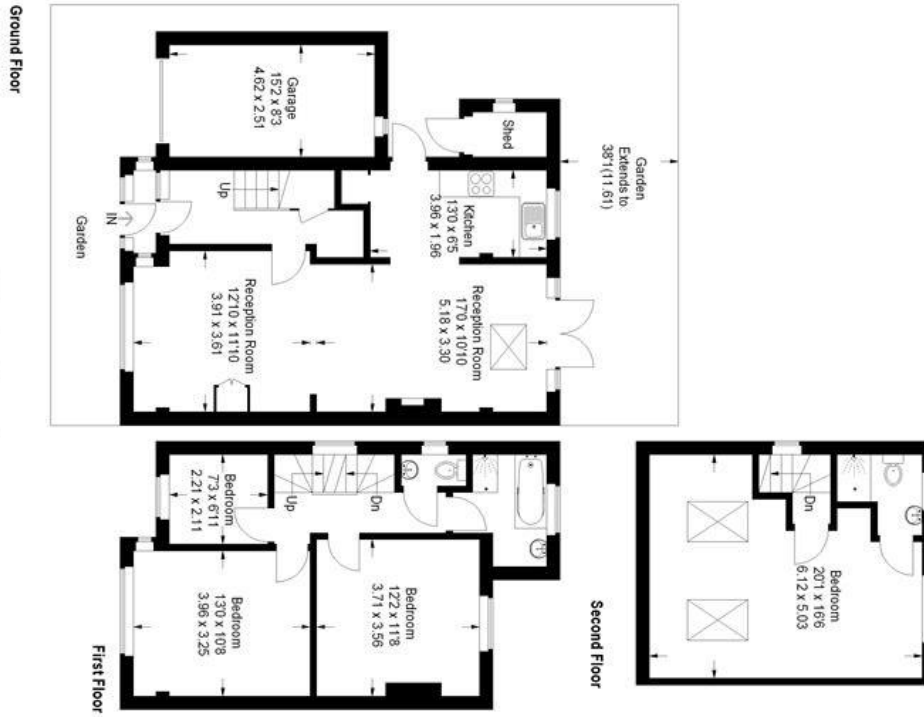 Ground Floor
Garage
15'2 x 8'3
4.62 x 2.51
Shed
Garden
Extends to
38'1(11.61)
Up
IN
Garden
Kitchen
13'0 x 6'5
3.96 x 1.96
Reception Room
12'10 x 11'10
3.91 x 3.61
Reception Room
17'0 x 10'10
5.18 x 3.30
First Floor
Bedroom
7'3 x 6'11
2.21 x 2.11
Up
Dn
Bedroom
13'0 x 10'8
3.96 x 3.25
Bedroom
12'2 x 11'8
3.71 x 3.56
Second Floor
Dn
Bedroom
20'1 x 16'6
6.12 x 5.03